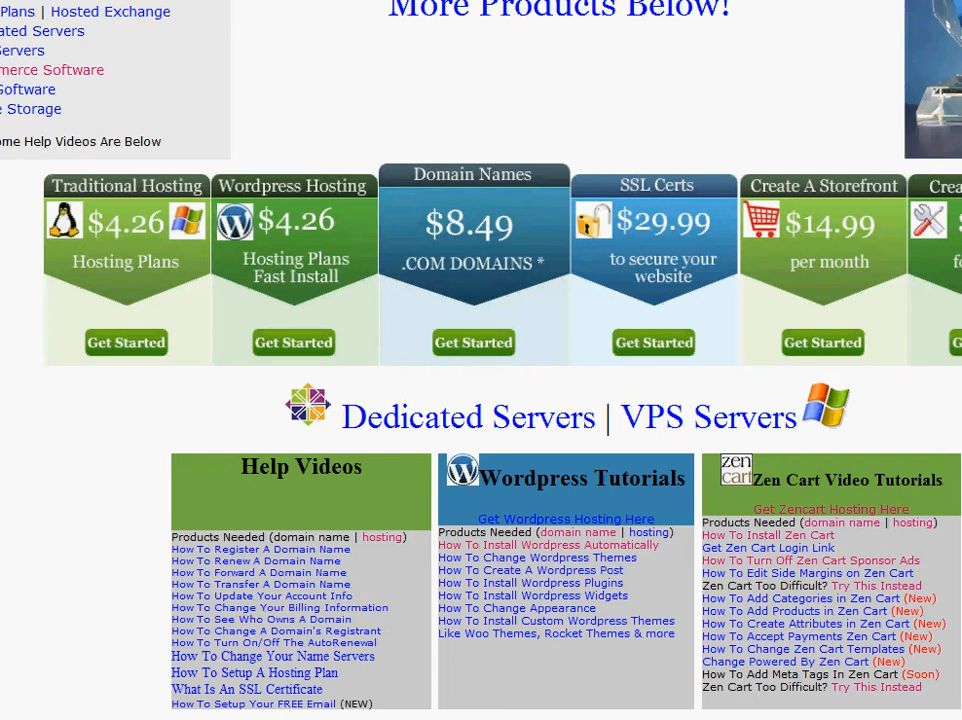 More Products Below!
Plans | Hosted Exchange
ated Servers
Servers
merce Software
Software
e Storage
ome Help Videos Are Below
Traditional Hosting
$4.26
Hosting Plans
Get Started
Wordpress Hosting
$4.26
Hosting Plans
Fast Install
Get Started
Domain Names
$8.49
.COM DOMAINS *
Get Started
SSL Certs
$29.99
to secure your
website
Get Started
Create A Storefront
$14.99
per month
Get Started
Crea
$
fo
G
Dedicated Servers | VPS Servers
Help Videos
Products Needed (domain name | hosting)
How To Register A Domain Name
How To Renew A Domain Name
How To Forward A Domain Name
How To Transfer A Domain Name
How To Update Your Account Info
How To Change Your Billing Information
How To See Who Owns A Domain
How To Change A Domain's Registrant
How To Turn On/Off The AutoRenewal
How To Change Your Name Servers
How To Setup A Hosting Plan
What Is An SSL Certificate
How To Setup Your FREE Email (NEW)
Wordpress Tutorials
Get Wordpress Hosting Here
Products Needed (domain name | hosting)
How To Install Wordpress Automatically
How To Change Wordpress Themes
How To Create A Wordpress Post
How To Install Wordpress Plugins
How To Install Wordpress Widgets
How To Change Appearance
How To Install Custom Wordpress Themes
Like Woo Themes, Rocket Themes & more
zen
cart
Zen Cart Video Tutorials
Get Zencart Hosting Here
Products Needed (domain name | hosting)
How To Install Zen Cart
Get Zen Cart Login Link
How To Turn Off Zen Cart Sponsor Ads
How To Edit Side Margins on Zen Cart
Zen Cart Too Difficult? Try This Instead
How To Add Categories in Zen Cart (New)
How To Add Products in Zen Cart (New)
How To Create Attributes in Zen Cart (New)
How To Accept Payments Zen Cart (New)
How To Change Zen Cart Templates (New)
Change Powered By Zen Cart (New)
How To Add Meta Tags In Zen Cart (Soon)
Zen Cart Too Difficult? Try This Instead